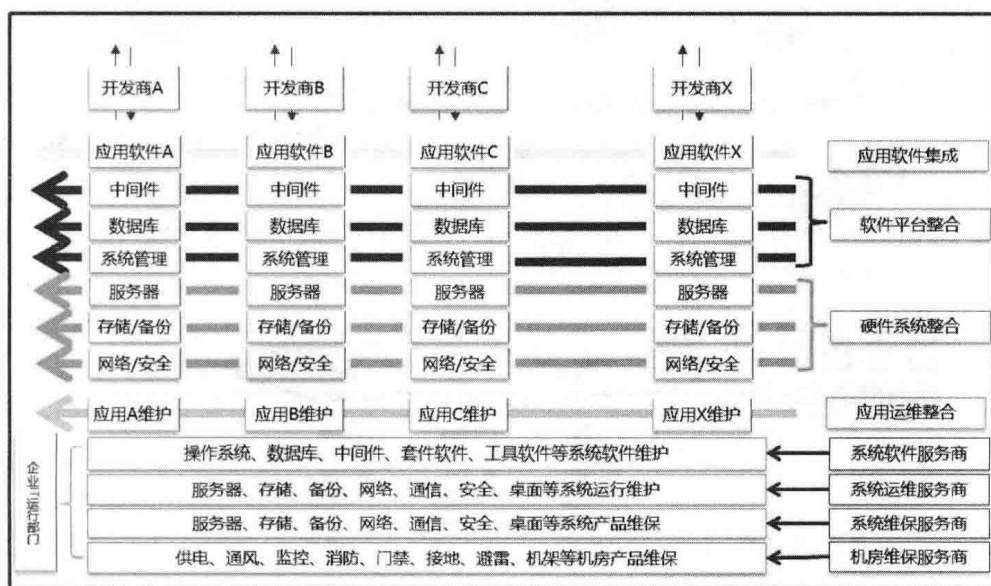 开发商A 开发商B 开发商C 开发商X
应用软件A 应用软件B 应用软件C 应用软件X 应用软件集成
中间件 中间件 中间件 中间件
数据库 数据库 数据库 数据库 软件平台整合
系统管理 系统管理 系统管理 系统管理
服务器 服务器 服务器 服务器
存储/备份 存储/备份 存储/备份 存储/备份 硬件系统整合
网络/安全 网络/安全 网络/安全 网络/安全
应用A维护 应用B维护 应用C维护 应用X维护 应用运维整合
企业IT运行部门
操作系统、数据库、中间件、套件软件、工具软件等系统软件维护 系统软件服务商
服务器、存储、备份、网络、通信、安全、桌面等系统运行维护 系统运维服务商
服务器、存储、备份、网络、通信、安全、桌面等系统产品维保 系统维保服务商
供电、通风、监控、消防、门禁、接地、避雷、机架等机房产品维保 机房维保服务商